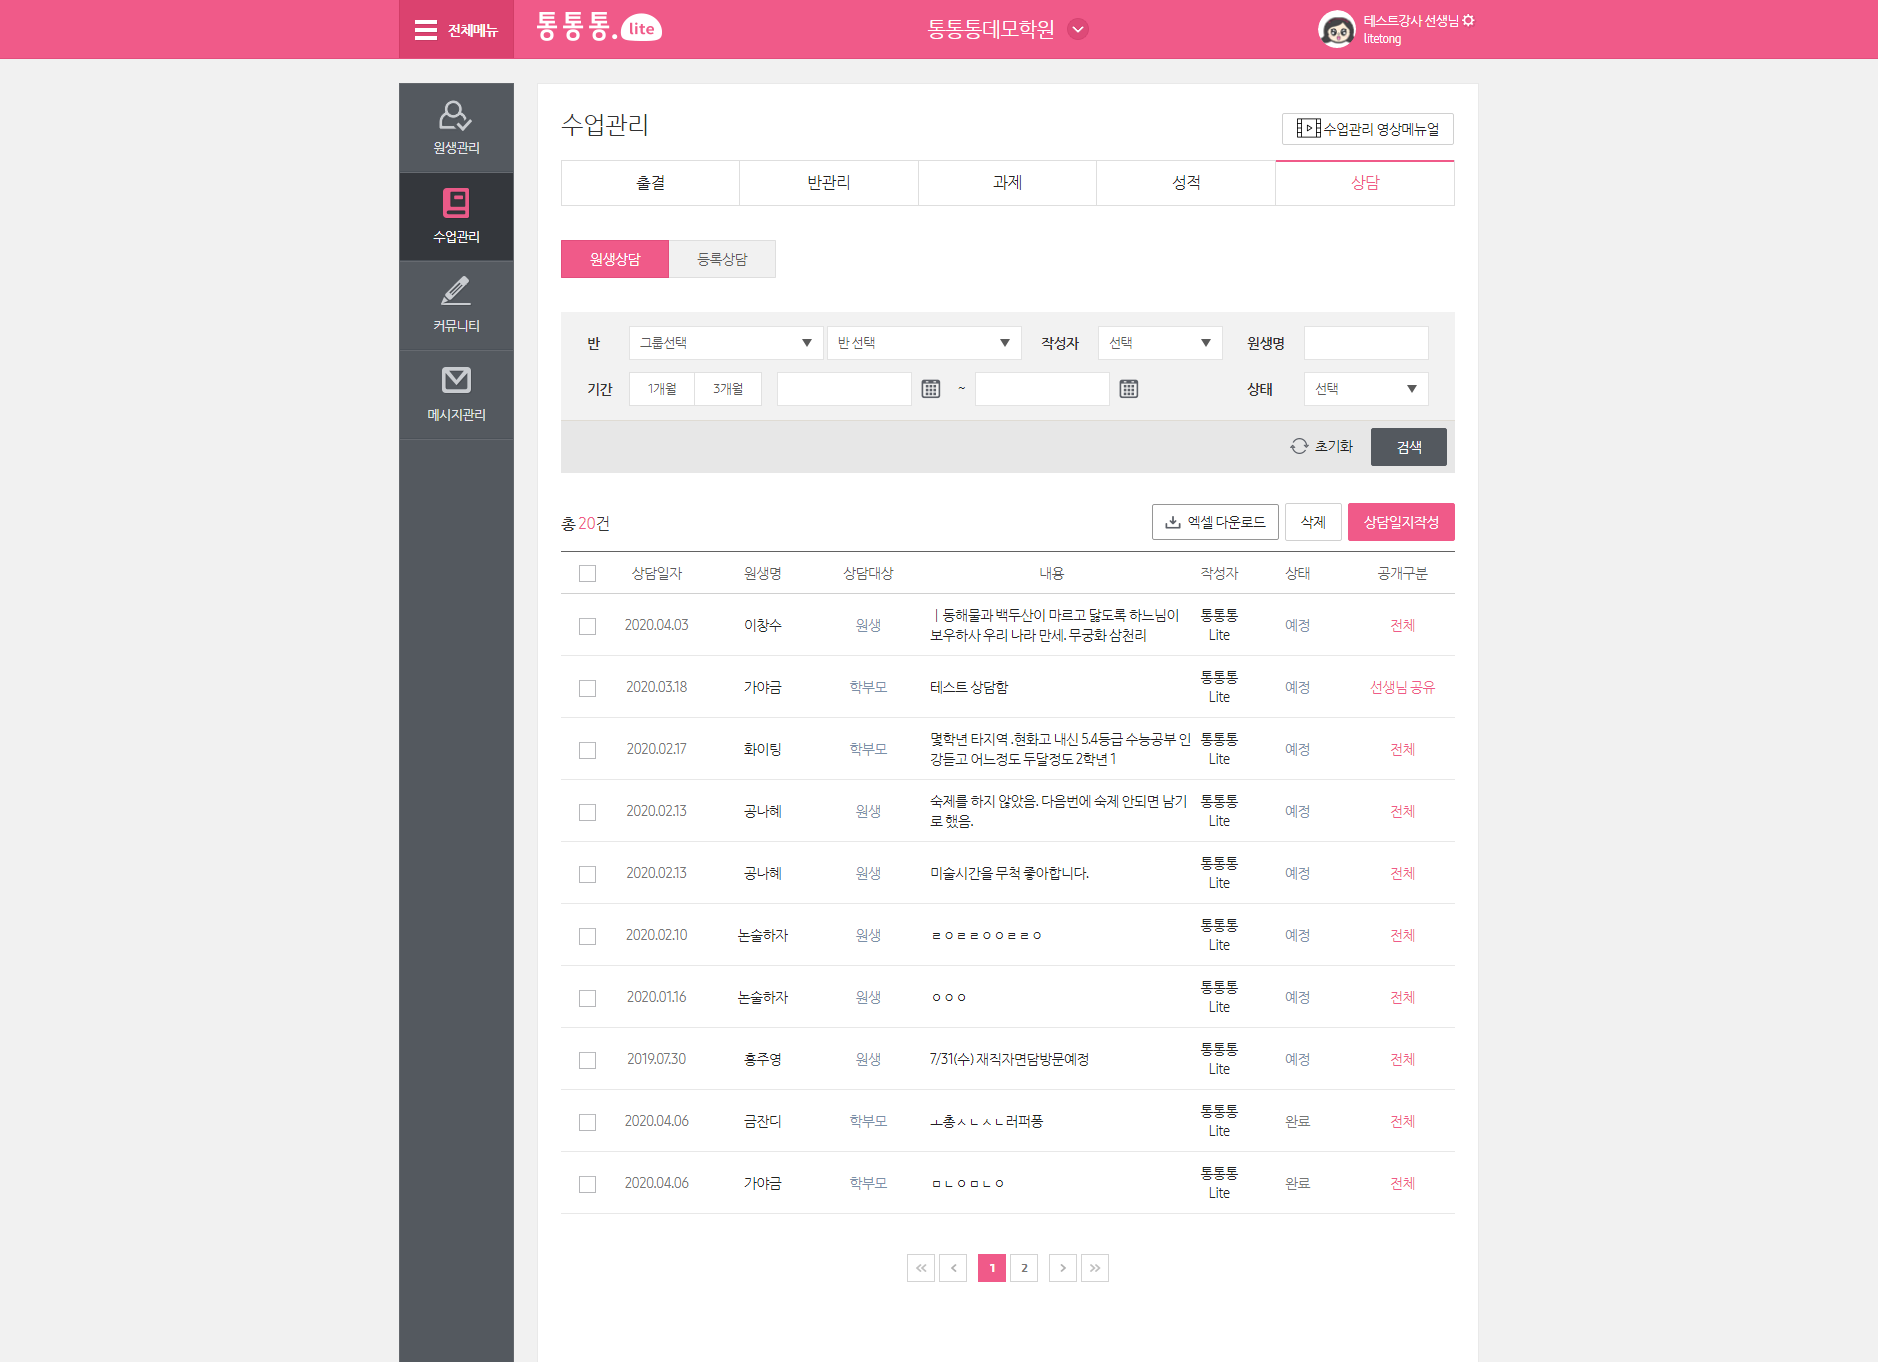 전체메뉴
통통통.lite
통통통데모학원
테스트강사 선생님
litetong
원생관리
수업관리
커뮤니티
메시지관리
수업관리
수업관리 영상메뉴얼
출결 반관리 과제 성적 상담
원생상담 등록상담
반 그룹선택 반 선택 작성자 선택 원생명
기간 1개월 3개월 ~ 상태 선택
초기화 검색
총 20건
엑셀 다운로드 삭제 상담일지작성
상담일자 원생명 상담대상 내용 작성자 상태 공개구분
2020.04.03 이창수 원생 ㅣ동해물과 백두산이 마르고 닳도록 하느님이 통통통 예정 전체
보우하사 우리 나라 만세. 무궁화 삼천리 Lite
2020.03.18 가야금 학부모 테스트 상담함 통통통 예정 선생님 공유
Lite
2020.02.17 화이팅 학부모 몇학년 타지역 .현화고 내신 5.4등급 수능공부 인 통통통 예정 전체
강듣고 어느정도 두달정도 2학년 1 Lite
2020.02.13 공나혜 원생 숙제를 하지 않았음. 다음번에 숙제 안되면 남기 통통통 예정 전체
로 했음. Lite
2020.02.13 공나혜 원생 미술시간을 무척 좋아합니다. 통통통 예정 전체
Lite
2020.02.10 논술하자 원생 ㄹㅇㄹㄹㅇㅇㄹㄹㅇ 통통통 예정 전체
Lite
2020.01.16 논술하자 원생 ㅇㅇㅇ 통통통 예정 전체
Lite
2019.07.30 홍주영 원생 7/31(수) 재직자면담방문예정 통통통 예정 전체
Lite
2020.04.06 금잔디 학부모 ㅗ총ㅅㄴㅅㄴ러퍼퐁 통통통 완료 전체
Lite
2020.04.06 가야금 학부모 ㅁㄴㅇㅁㄴㅇ 통통통 완료 전체
Lite
1 2